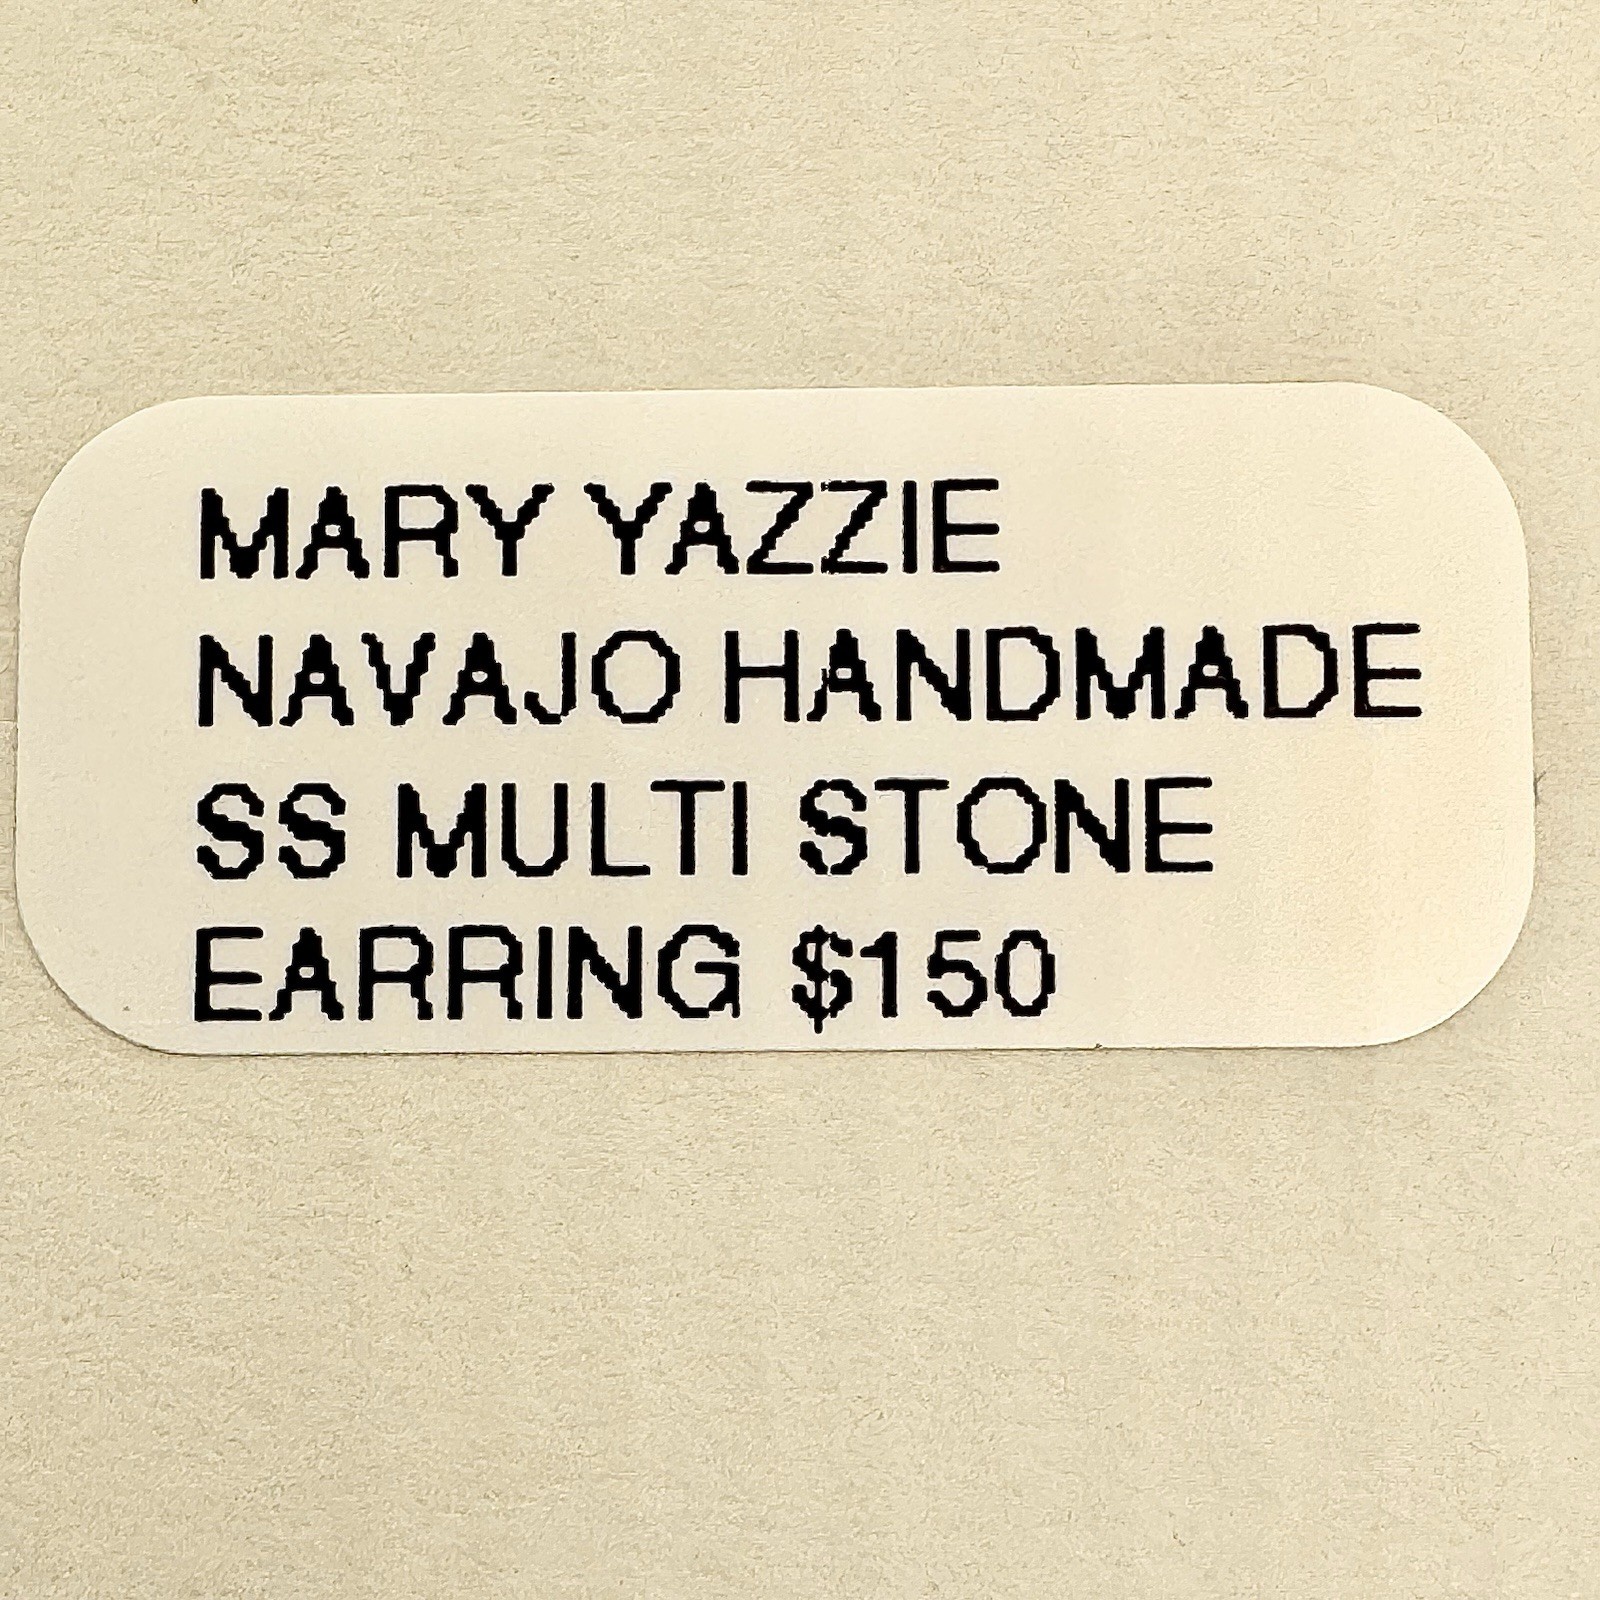 MARY YAZZIE
NAVAJO HANDMADE
SS MULTI STONE
EARRING $150